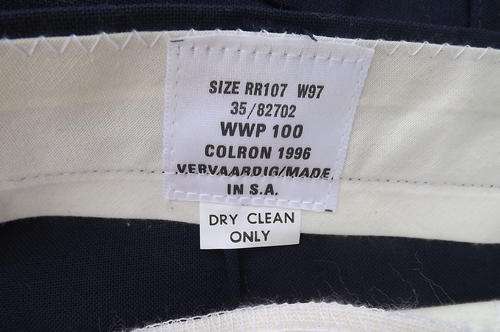 SIZE RR107 W97
35/82702
WWP 100
COLRON 1996
VERVAARDIG/MADE
IN S.A.
DRY CLEAN
ONLY